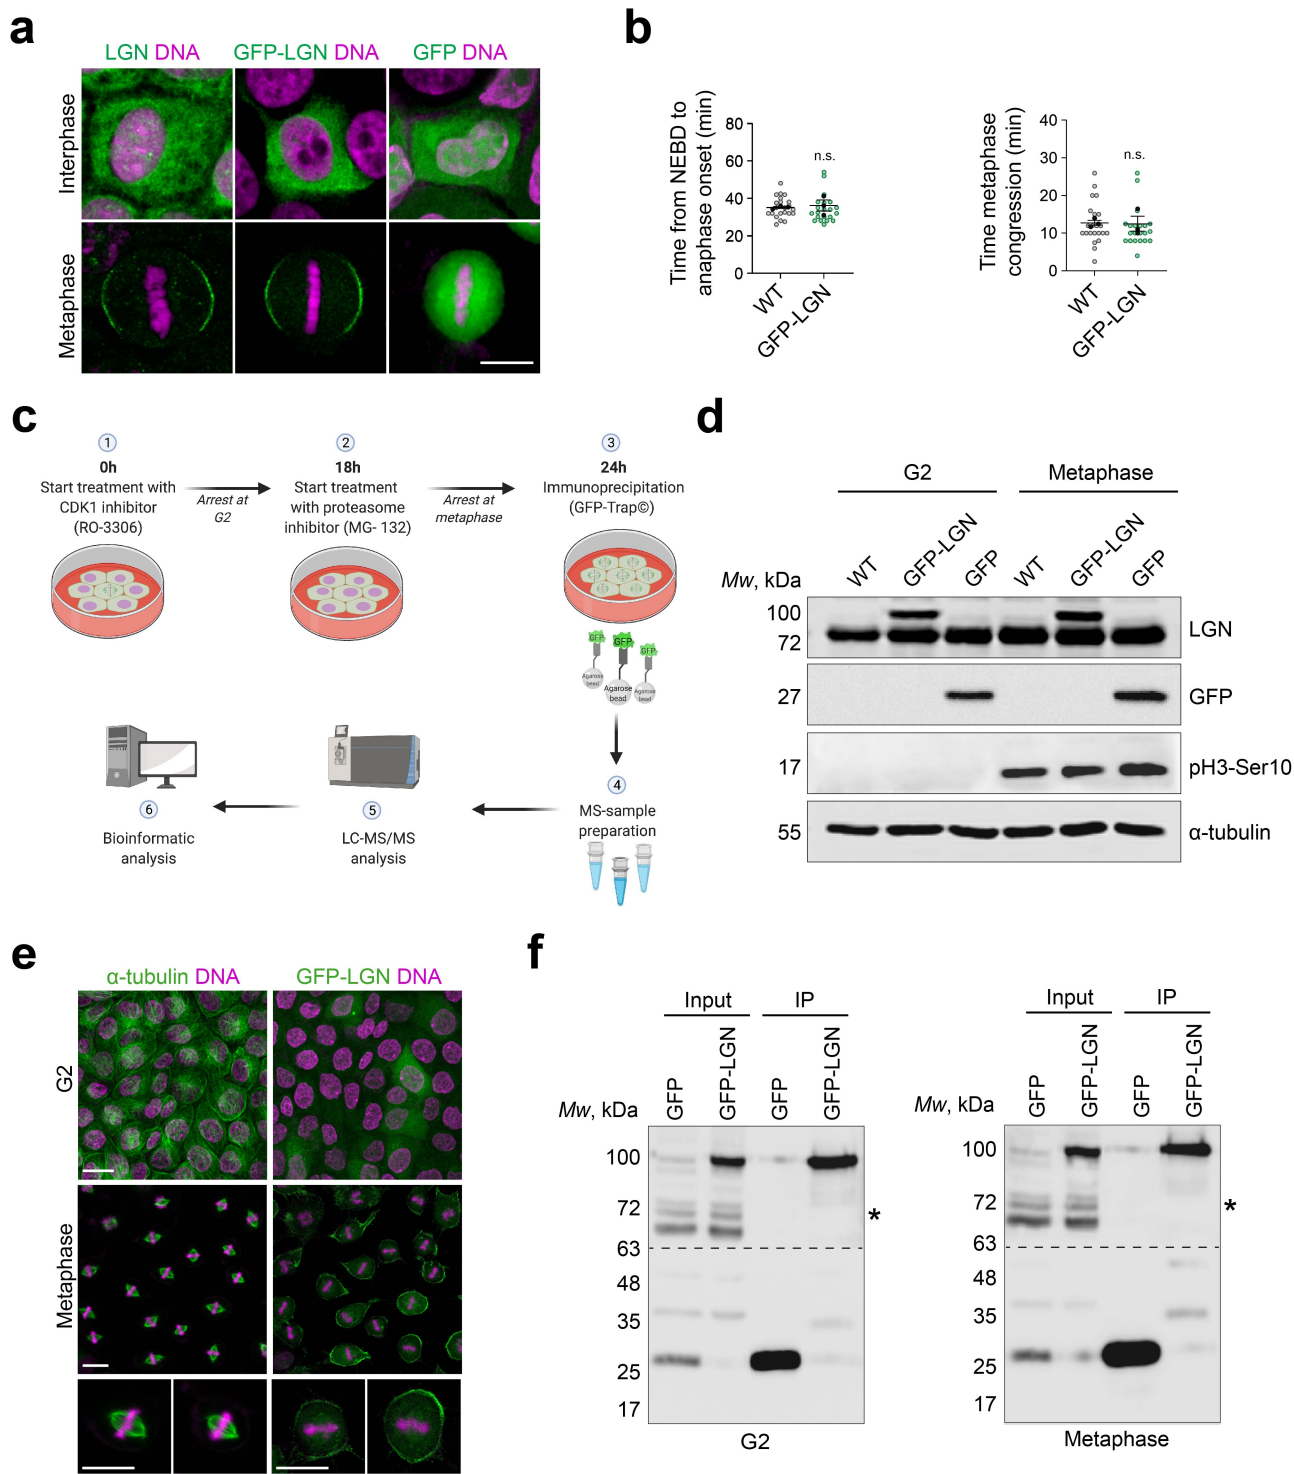 a
LGN DNA
GFP-LGN DNA
GFP DNA
Interphase
Metaphase
b
Time from NEBD to
anaphase onset (min)
80
60
40
20
0
n.s.
WT
GFP-LGN
Time metaphase
congression (min)
40
30
20
10
0
n.s.
WT
GFP-LGN
c
1
0h
Start treatment with
CDK1 inhibitor
(RO-3306)
Arrest at
G2
2
18h
Start treatment
with proteasome
inhibitor (MG- 132)
Arrest at
metaphase
3
24h
Immunoprecipitation
(GFP-Trap©)
GFP
GFP
GFP
Agarose
bead
Agarose
bead
Agarose
bead
4
MS-sample
preparation
5
LC-MS/MS
analysis
6
Bioinformatic
analysis
d
G2
Metaphase
Mw, kDa
WT
GFP-LGN
GFP
WT
GFP-LGN
GFP
100
72
LGN
27
GFP
17
pH3-Ser10
55
α-tubulin
e
α-tubulin DNA
GFP-LGN DNA
G2
Metaphase
f
Input
IP
Mw, kDa
GFP
GFP-LGN
GFP
GFP-LGN
100
72
63
48
35
25
17
*
G2
Input
IP
Mw, kDa
GFP
GFP-LGN
GFP
GFP-LGN
100
72
63
48
35
25
17
*
Metaphase